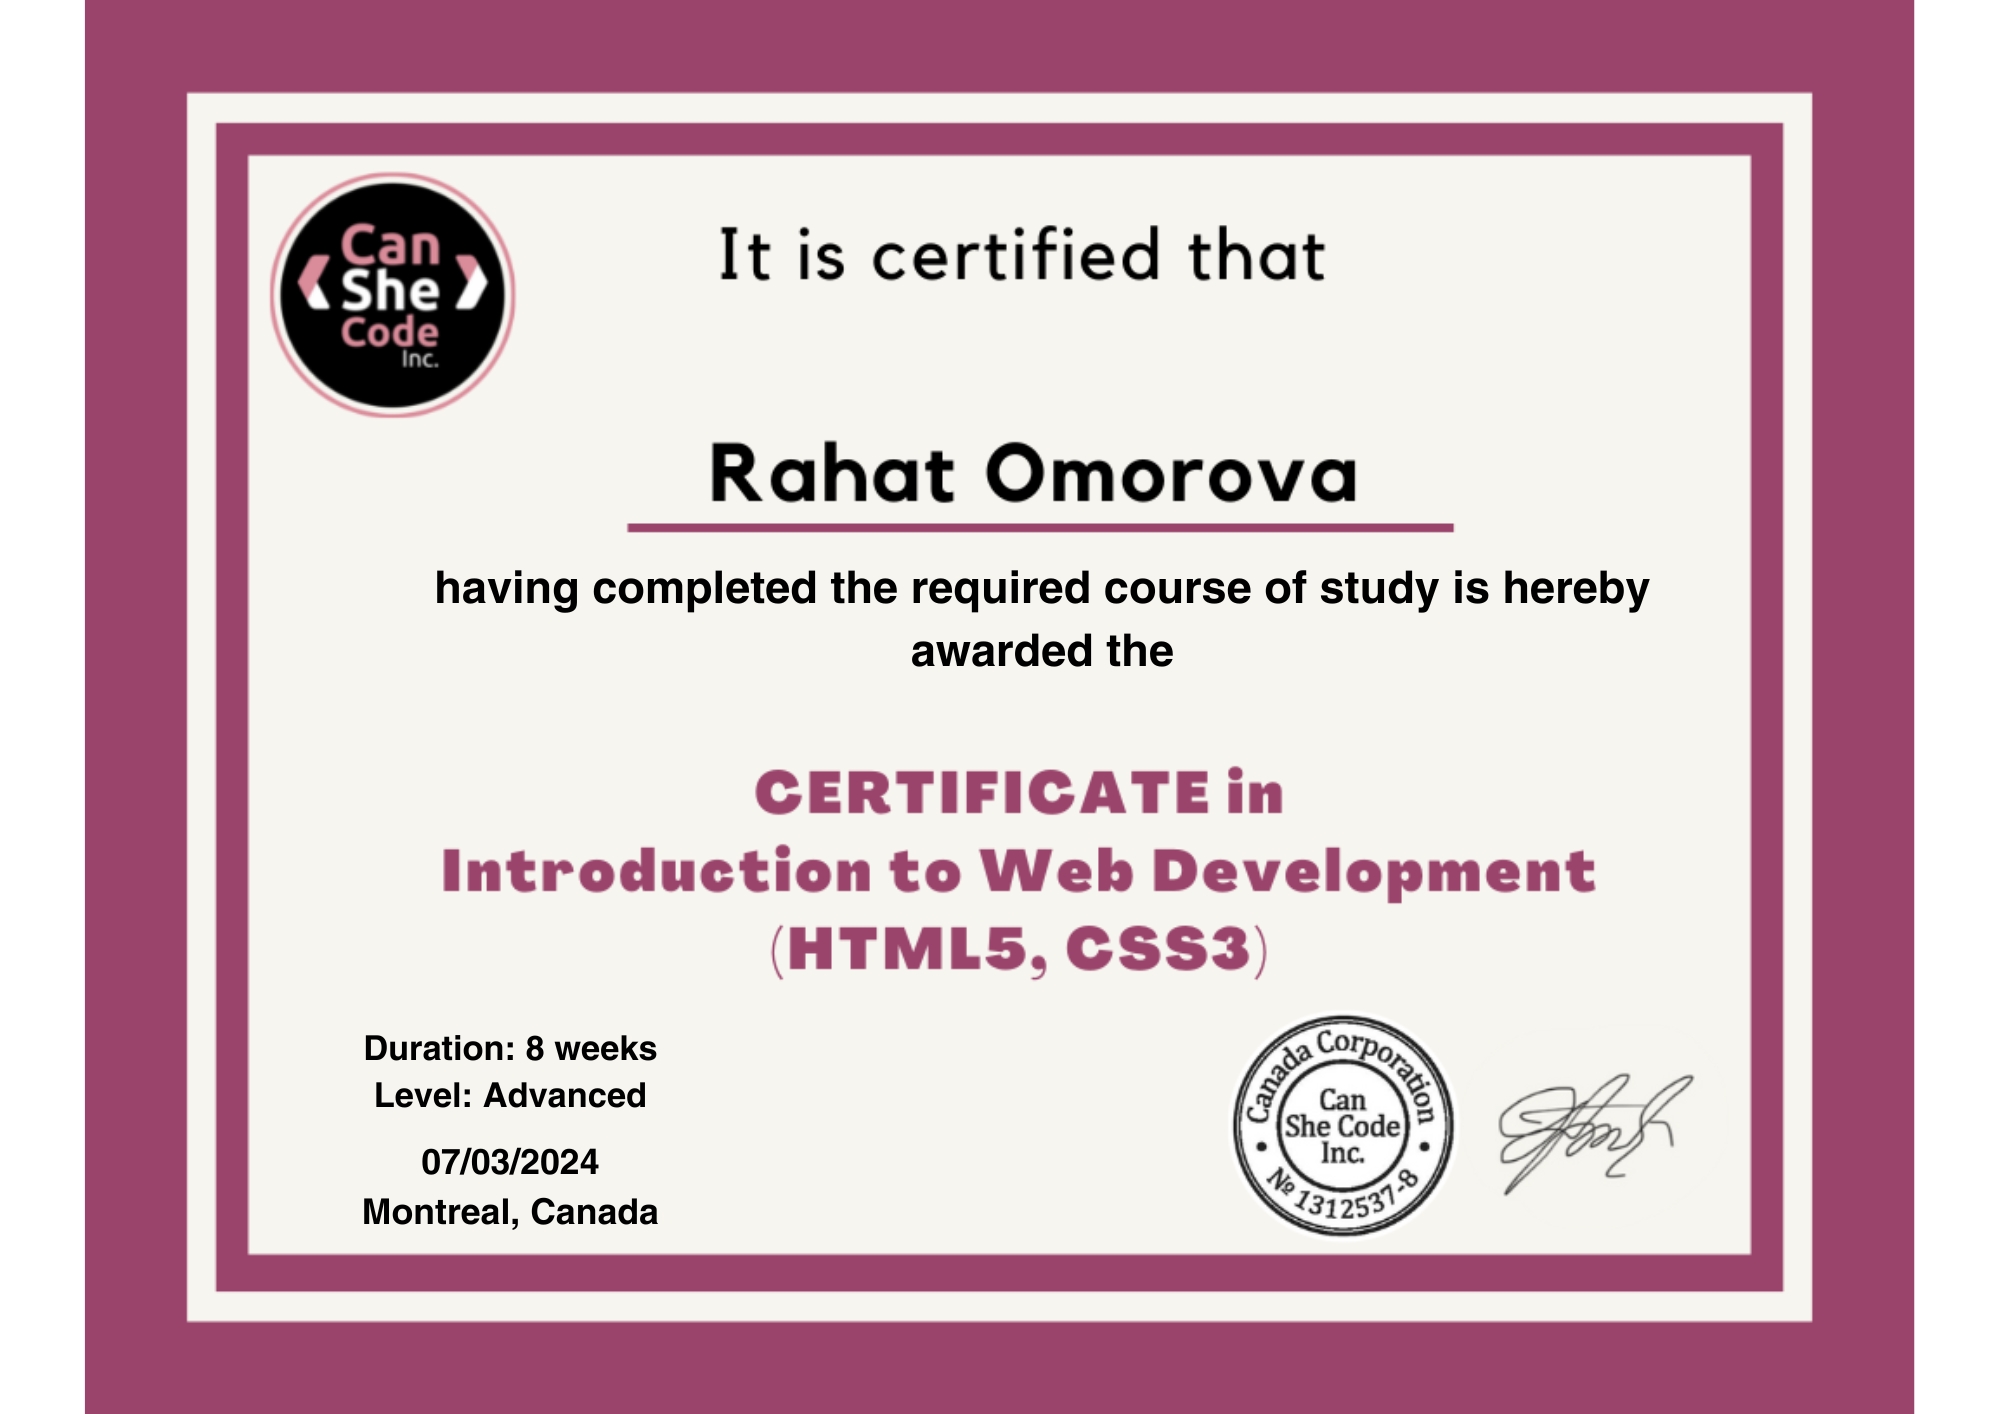 Can
She
Code
Inc.
It is certified that
Rahat Omorova
having completed the required course of study is hereby
awarded the
CERTIFICATE in
Introduction to Web Development
(HTML5, CSS3)
Duration: 8 weeks
Level: Advanced
07/03/2024
Montreal, Canada
Canada Corporation
Can
She Code
Inc.
№ 1312537-8